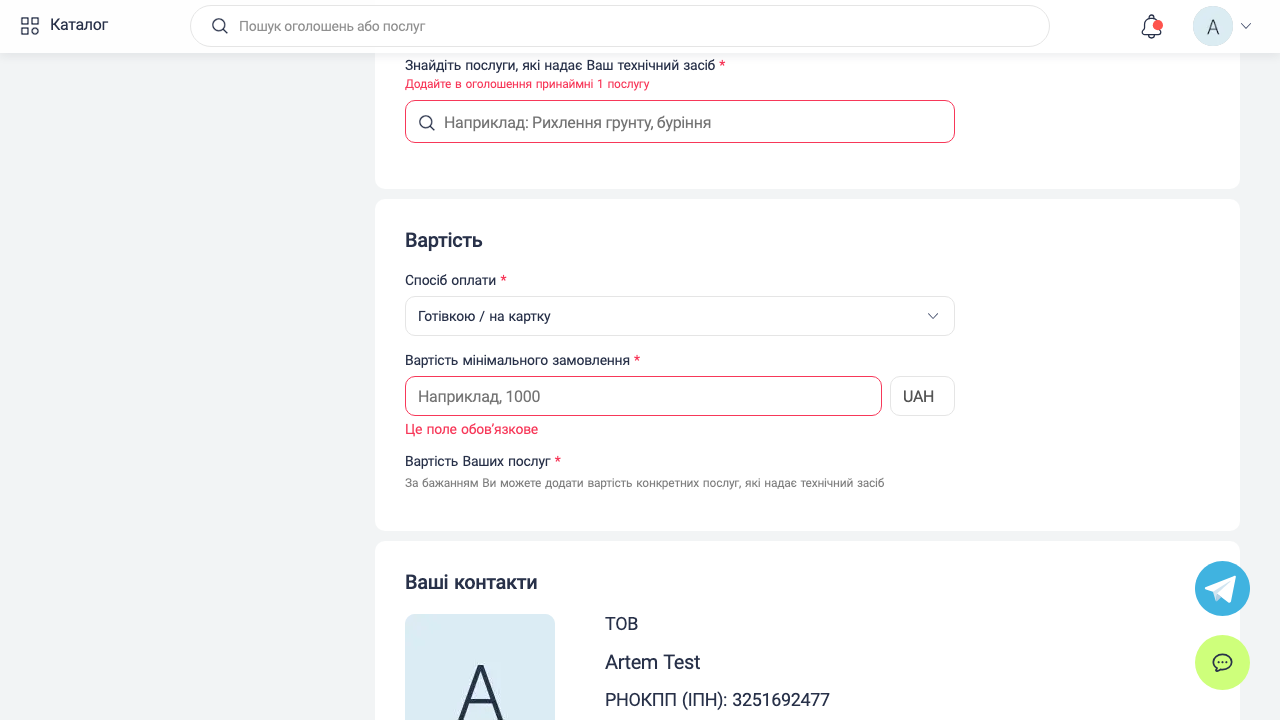 Каталог
Пошук оголошень або послуг
A
Знайдіть послуги, які надає Ваш технічний засіб *
Додайте в оголошення принаймні 1 послугу
Наприклад: Рихлення грунту, буріння
Вартість
Спосіб оплати *
Готівкою / на картку
Вартість мінімального замовлення *
Наприклад, 1000
UAH
Це поле обов’язкове
Вартість Ваших послуг *
За бажанням Ви можете додати вартість конкретних послуг, які надає технічний засіб
Ваші контакти
A
ТОВ
Artem Test
РНОКПП (ІПН): 3251692477